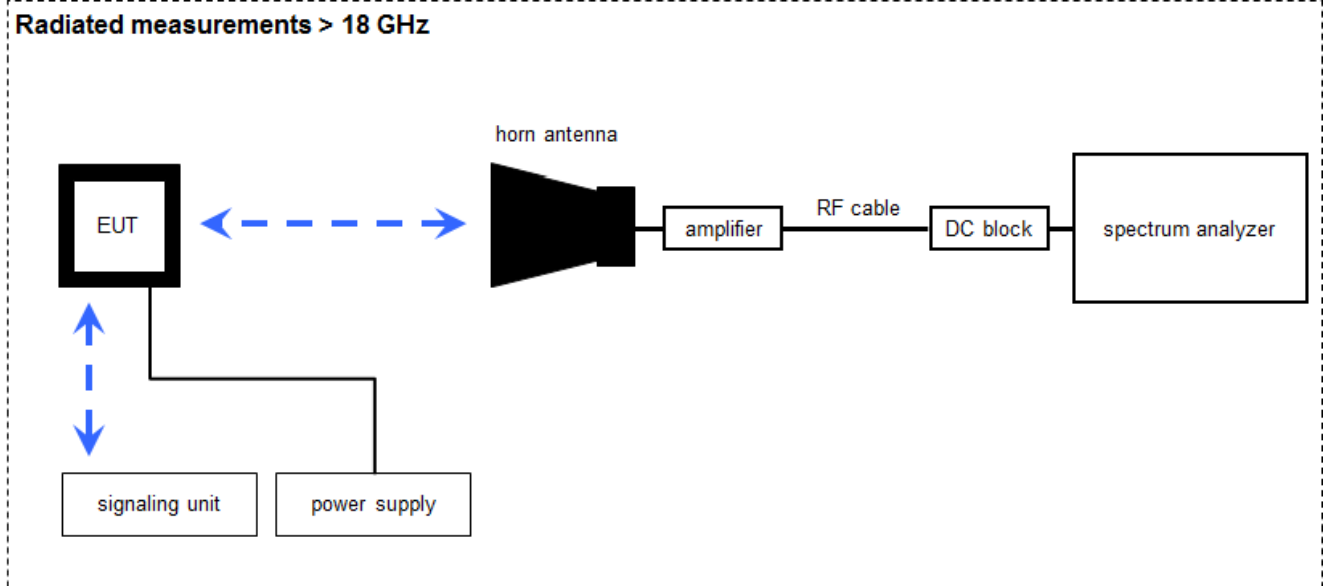 Radiated measurements > 18 GHz
horn antenna
EUT
amplifier
RF cable
DC block
spectrum analyzer
signaling unit
power supply